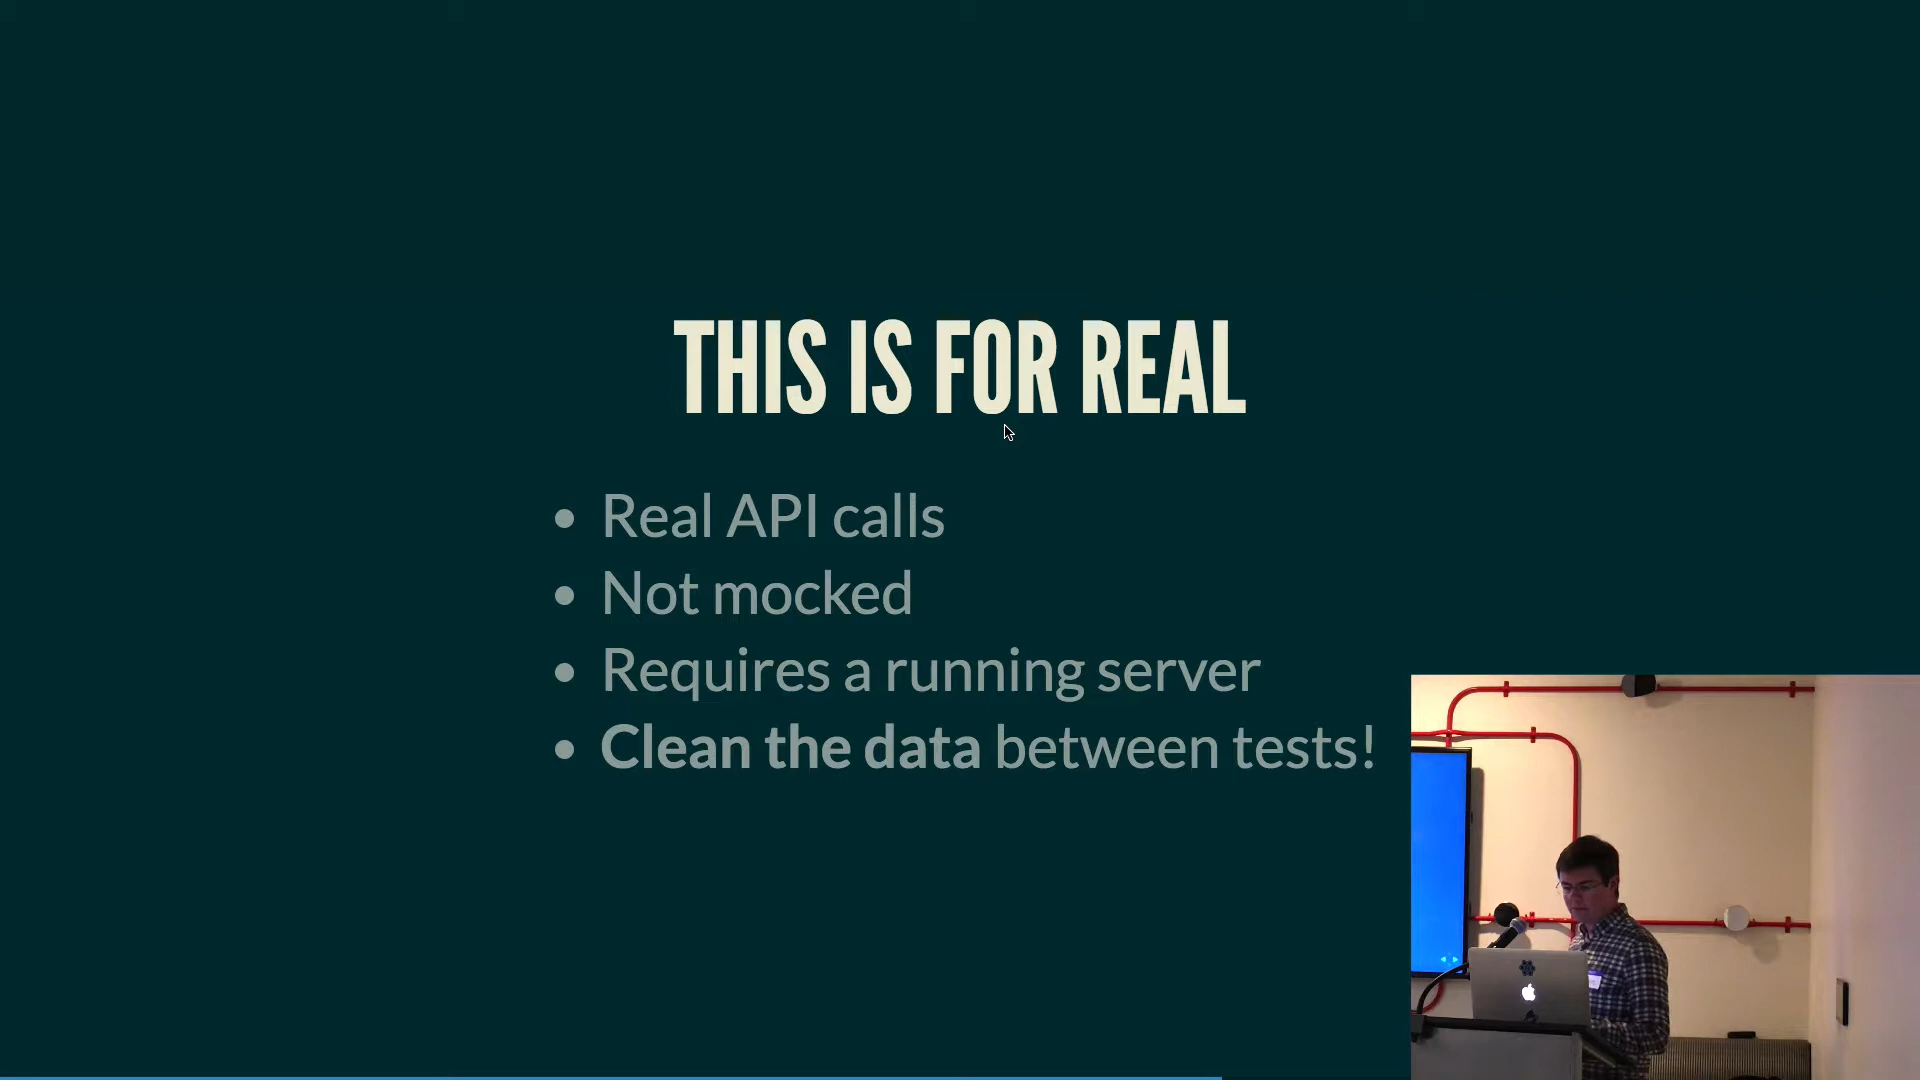 THIS IS FOR REAL
Real API calls
Not mocked
Requires a running server
Clean the data between tests!